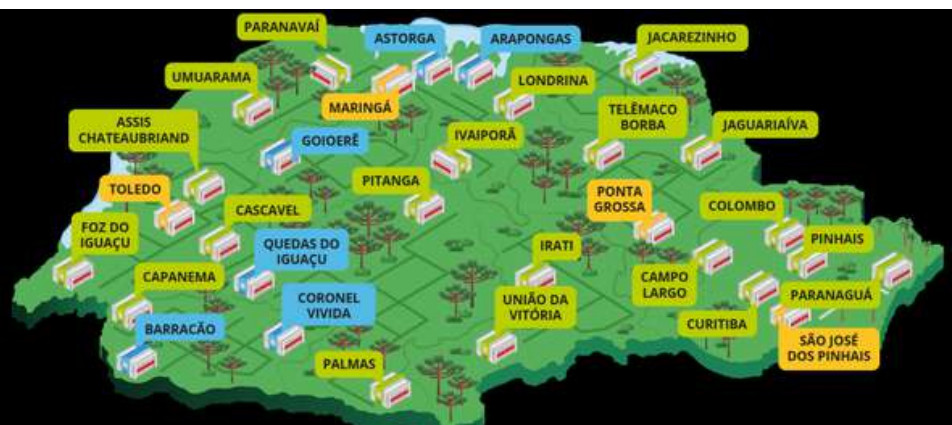 PARANAVAÍ
ASTORGA
ARAPONGAS
JACAREZINHO
UMUARAMA
LONDRINA
MARINGÁ
TELÊMACO
BORBA
ASSIS
CHATEAUBRIAND
JAGUARIAÍVA
GOIOERÊ
IVAIPORÃ
TOLEDO
PITANGA
PONTA
GROSSA
CASCAVEL
COLOMBO
FOZ DO
IGUAÇU
QUEDAS DO
IGUAÇU
IRATI
PINHAIS
CAPANEMA
CAMPO
LARGO
CORONEL
VIVIDA
UNIÃO DA
VITÓRIA
PARANAGUÁ
BARRACÃO
CURITIBA
SÃO JOSÉ
DOS PINHAIS
PALMAS